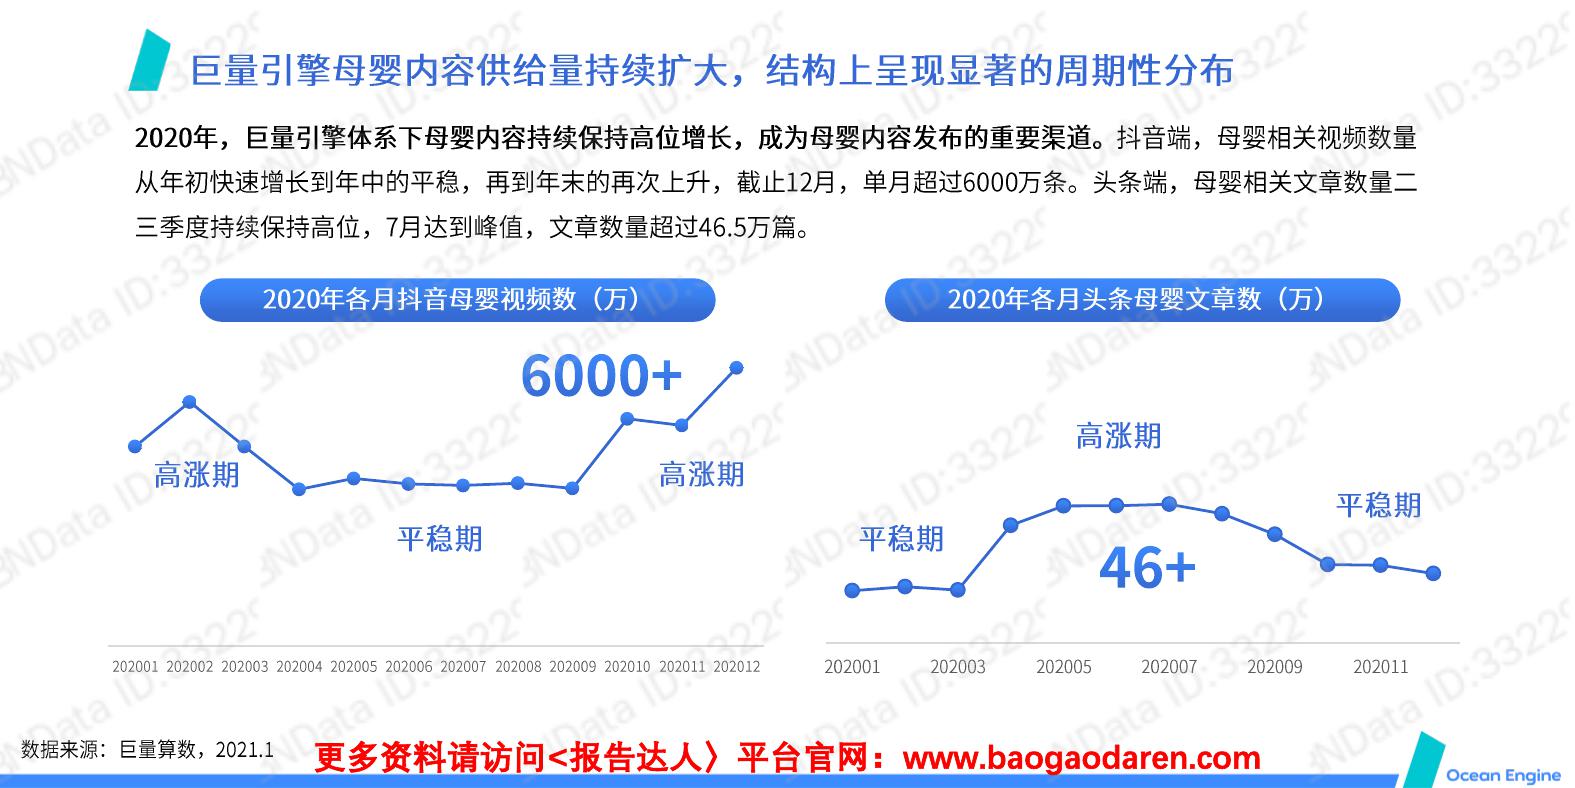 巨量引擎母婴内容供给量持续扩大，结构上呈现显著的周期性分布
2020年，巨量引擎体系下母婴内容持续保持高位增长，成为母婴内容发布的重要渠道。抖音端，母婴相关视频数量
从年初快速增长到年中的平稳，再到年末的再次上升，截止12月，单月超过6000万条。头条端，母婴相关文章数量二
三季度持续保持高位，7月达到峰值，文章数量超过46.5万篇。
2020年各月抖音母婴视频数（万）
6000+
高涨期
平稳期
高涨期
202001 202002 202003 202004 202005 202006 202007 202008 202009 202010 202011 202012
2020年各月头条母婴文章数（万）
高涨期
平稳期
平稳期
46+
202001 202003 202005 202007 202009 202011
数据来源：巨量算数，2021.1
更多资料请访问<报告达人〉平台官网：www.baogaodaren.com
Ocean Engine